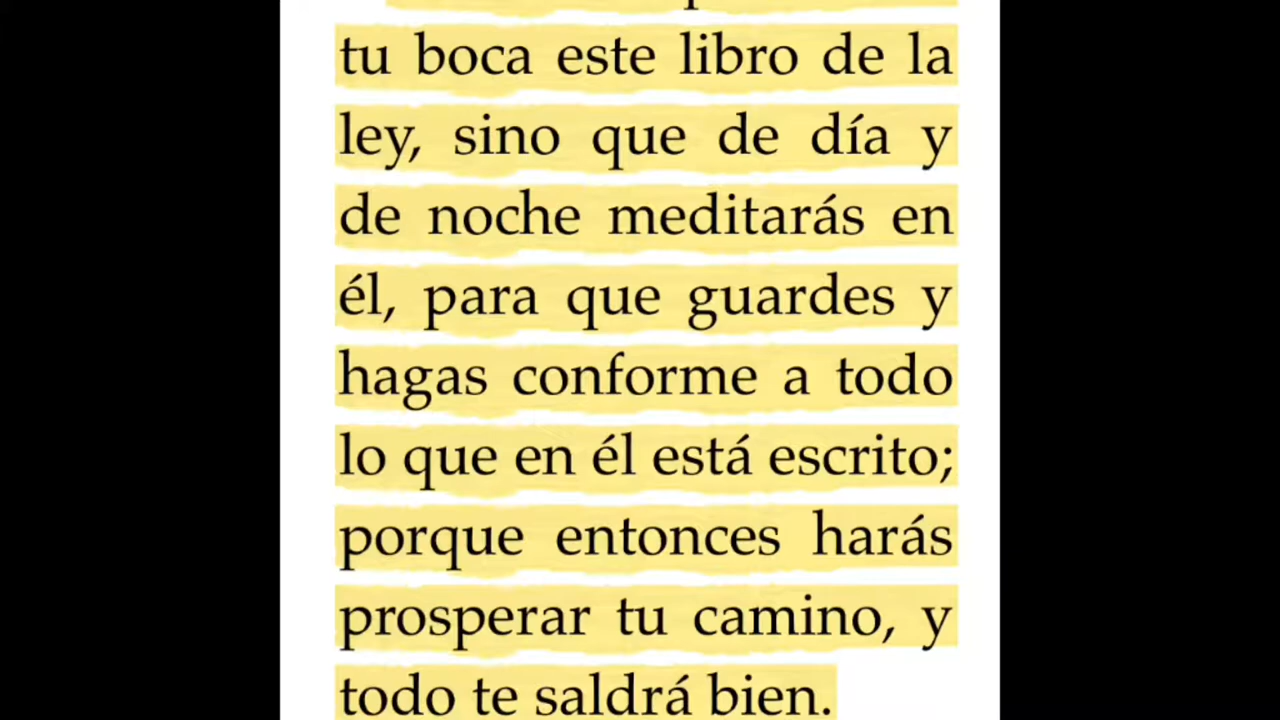 tu boca este libro de la
ley, sino que de día y
de noche meditarás en
él, para que guardes y
hagas conforme a todo
lo que en él está escrito;
porque entonces harás
prosperar tu camino, y
todo te saldrá bien.